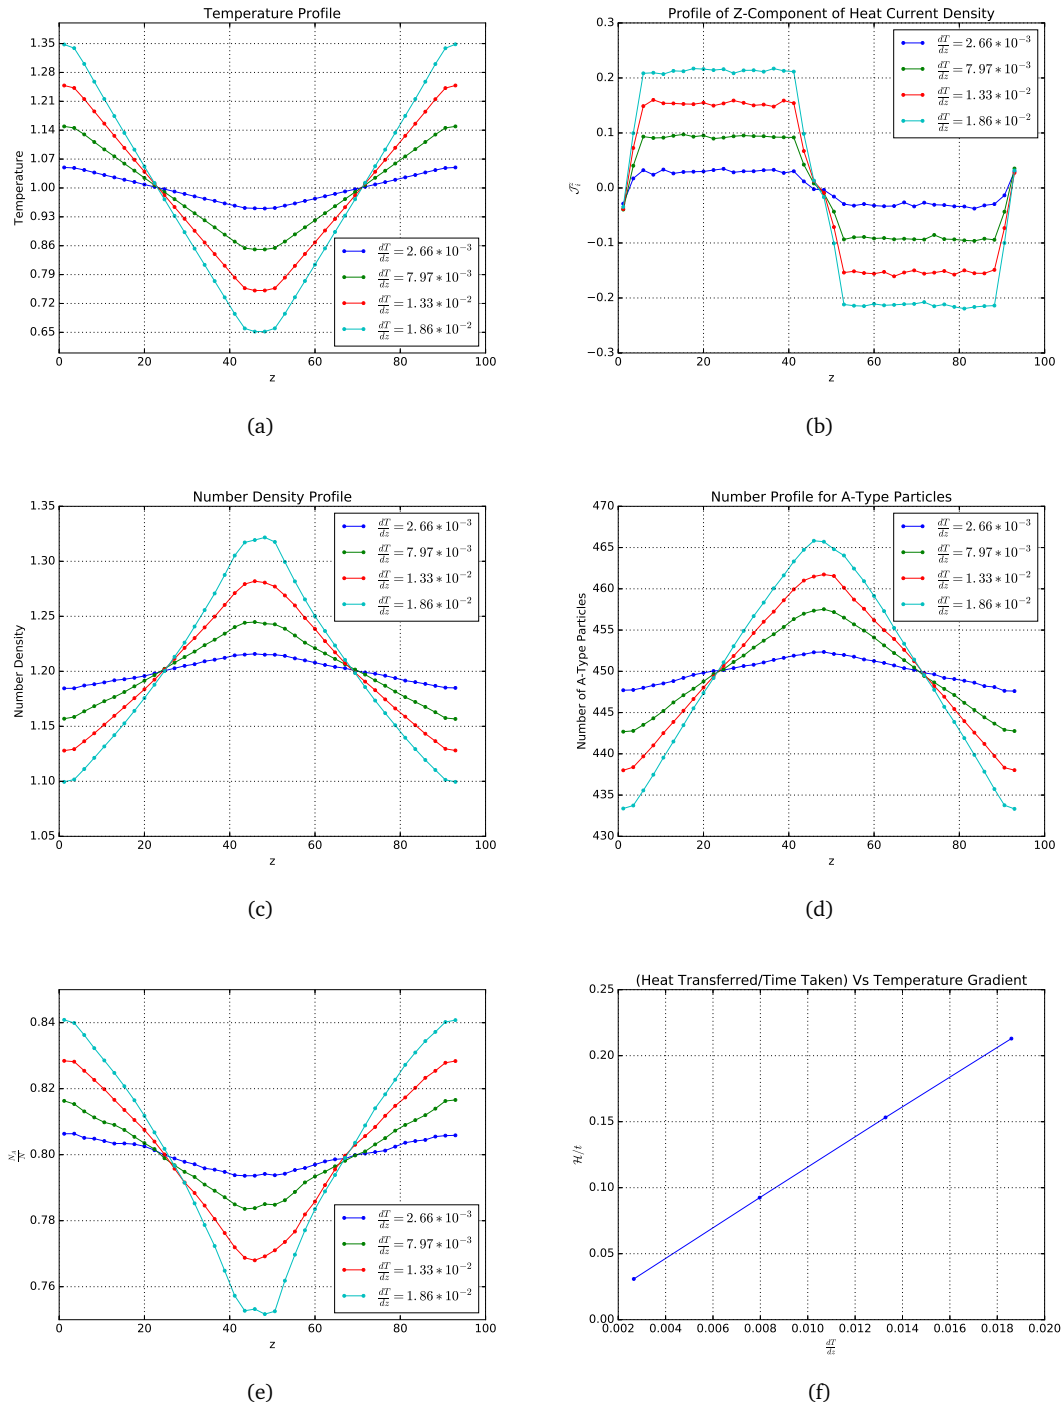 Temperature Profile
1.35
1.28
1.21
1.14
1.07
1.00
0.93
0.86
0.79
0.72
0.65
Temperature
dT/dz = 2.66 * 10^-3
dT/dz = 7.97 * 10^-3
dT/dz = 1.33 * 10^-2
dT/dz = 1.86 * 10^-2
0 20 40 60 80 100
z
(a)
Profile of Z-Component of Heat Current Density
0.3
0.2
0.1
0.0
−0.1
−0.2
−0.3
dT/dz = 2.66 * 10^-3
dT/dz = 7.97 * 10^-3
dT/dz = 1.33 * 10^-2
dT/dz = 1.86 * 10^-2
0 20 40 60 80 100
z
(b)
Number Density Profile
1.35
1.30
1.25
1.20
1.15
1.10
1.05
Number Density
dT/dz = 2.66 * 10^-3
dT/dz = 7.97 * 10^-3
dT/dz = 1.33 * 10^-2
dT/dz = 1.86 * 10^-2
0 20 40 60 80 100
z
(c)
Number Profile for A-Type Particles
470
465
460
455
450
445
440
435
430
Number of A-Type Particles
dT/dz = 2.66 * 10^-3
dT/dz = 7.97 * 10^-3
dT/dz = 1.33 * 10^-2
dT/dz = 1.86 * 10^-2
0 20 40 60 80 100
z
(d)
0.84
0.82
0.80
0.78
0.76
N_A/N
dT/dz = 2.66 * 10^-3
dT/dz = 7.97 * 10^-3
dT/dz = 1.33 * 10^-2
dT/dz = 1.86 * 10^-2
0 20 40 60 80 100
z
(e)
(Heat Transferred/Time Taken) Vs Temperature Gradient
0.25
0.20
0.15
0.10
0.05
0.00
ℋ/t
0.002 0.004 0.006 0.008 0.010 0.012 0.014 0.016 0.018 0.020
dT/dz
(f)